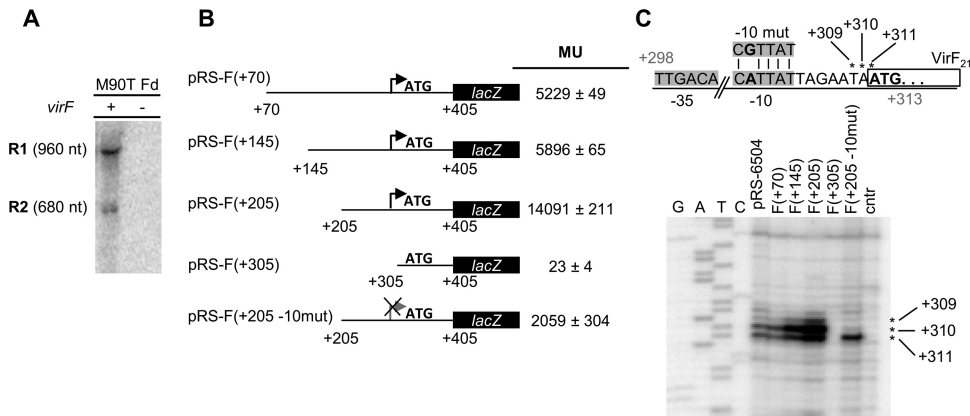 A
M90T Fd
virF + -
R1 (960 nt)
R2 (680 nt)
B
MU
pRS-F(+70)
ATG
lacZ
5229 ± 49
+70
+405
pRS-F(+145)
ATG
lacZ
5896 ± 65
+145
+405
pRS-F(+205)
ATG
lacZ
14091 ± 211
+205
+405
pRS-F(+305)
ATG
lacZ
23 ± 4
+305
+405
pRS-F(+205 -10mut)
ATG
lacZ
2059 ± 304
+205
+405
C
+310
+309
+311
-10 mut
CGTTAT
+298
VirF21
TTGACA // CATTATTAGAATAATG...
-35
-10
+313
G A T C
pRS-6504
F(+70)
F(+145)
F(+205)
F(+305)
F(+205 -10mut)
cntr
* +309
* +310
* +311